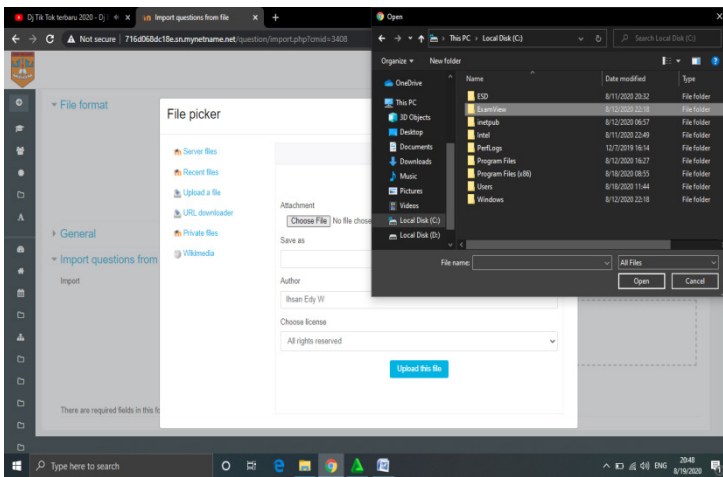 Dj Tik Tok terbaru 2020 - Dj
Import questions from file
Open
Not secure | 716d068dc18e.sn.mynetname.net/question/import.php?cmid=3408
This PC > Local Disk (C:)
Search Local Disk (C:)
Organize
New folder
OneDrive
This PC
3D Objects
Desktop
Documents
Downloads
Music
Pictures
Videos
Local Disk (C:)
Local Disk (D:)
Name Date modified Type
ESD 8/11/2020 20:32 File folder
ExamView 8/12/2020 22:18 File folder
inetpub 8/12/2020 06:57 File folder
Intel 8/11/2020 22:49 File folder
PerfLogs 12/7/2019 16:14 File folder
Program Files 8/12/2020 16:27 File folder
Program Files (x86) 8/18/2020 08:55 File folder
Users 8/18/2020 11:44 File folder
Windows 8/12/2020 22:18 File folder
File name:
All Files
Open Cancel
File format
General
Import questions from
Import
There are required fields in this fo
File picker
Server files
Recent files
Upload a file
URL downloader
Private files
Wikimedia
Attachment
Choose File No file chose
Save as
Author
Ihsan Edy W
Choose license
All rights reserved
Upload this file
Type here to search
ENG
20:48
8/19/2020